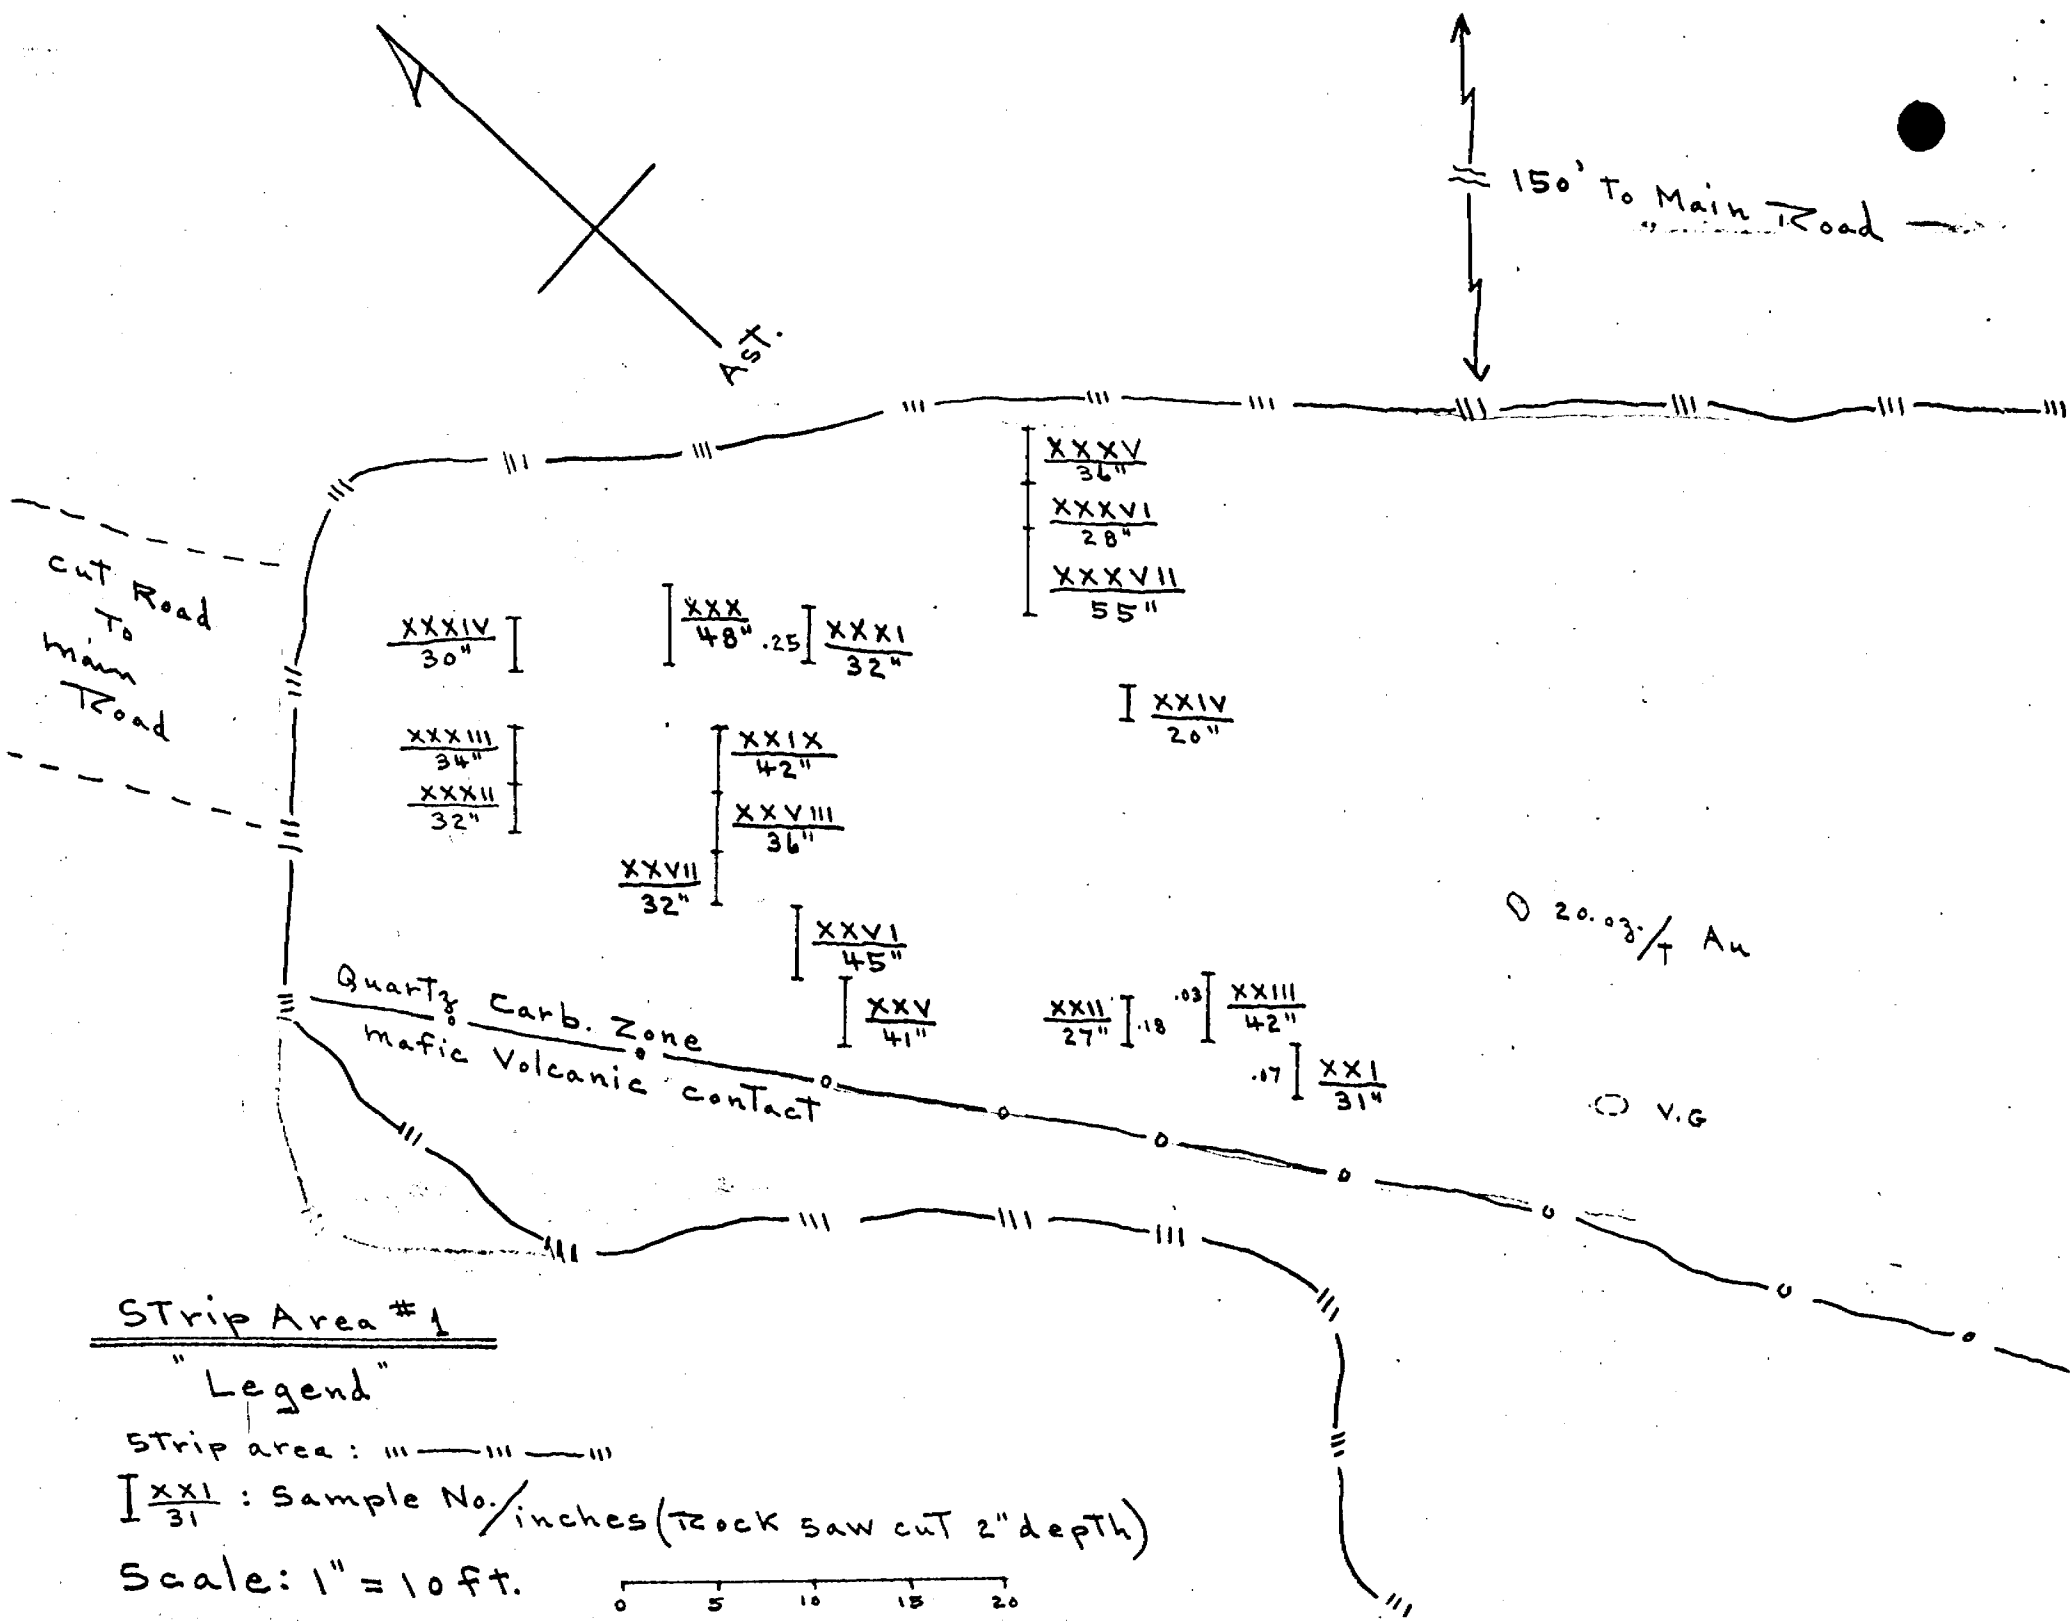 AST.
150' To Main Road
XXXV
36"
XXXVI
28"
XXXVII
55"
cut Road
To
main
Road
XXXIV
30"
XXX
48"
.25
XXXI
32"
XXIV
20"
XXXIII
34"
XXXII
32"
XXIX
42"
XXVIII
36"
XXVII
32"
XXVI
45"
XXV
41"
20.oz./T Au
XXII
27"
.18
.03
XXIII
42"
.07
XXI
31"
V.G
Quartz Carb. Zone
mafic Volcanic contact
STrip Area #1
"Legend"
STrip area:
XXI
31
: Sample No./inches (Rock saw cut 2" depth)
Scale: 1" = 10 ft.
0 5 10 15 20